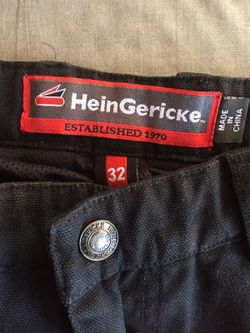 HeinGericke
ESTABLISHED 1970
MADE IN
CHINA
32